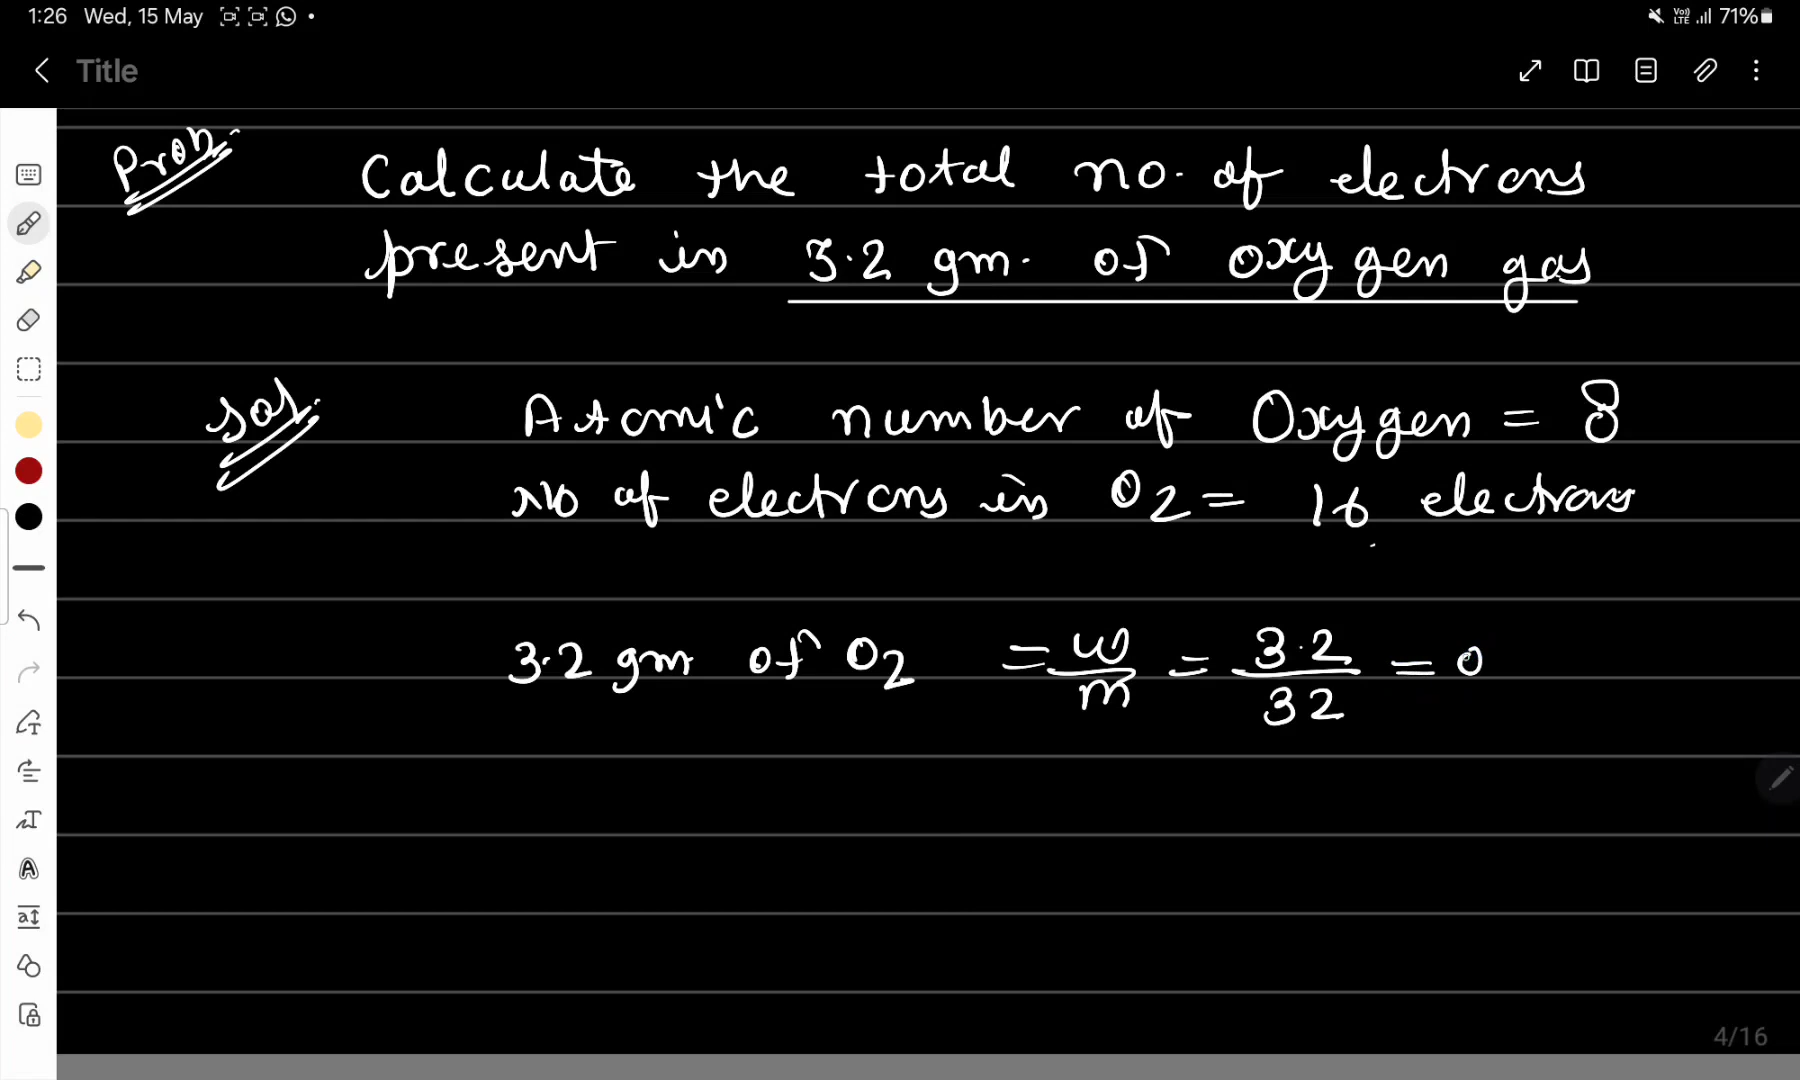 1:26 Wed, 15 May
Vo)) LTE 71%
Title
Prob.
Calculate the total no. of electrons
present in 3.2 gm. of oxygen gas
Sol.
Atomic number of Oxygen = 8
No of electrons in O2 = 16 electrons
3.2 gm of O2 = w/m = 3.2/32 = 0
4/16